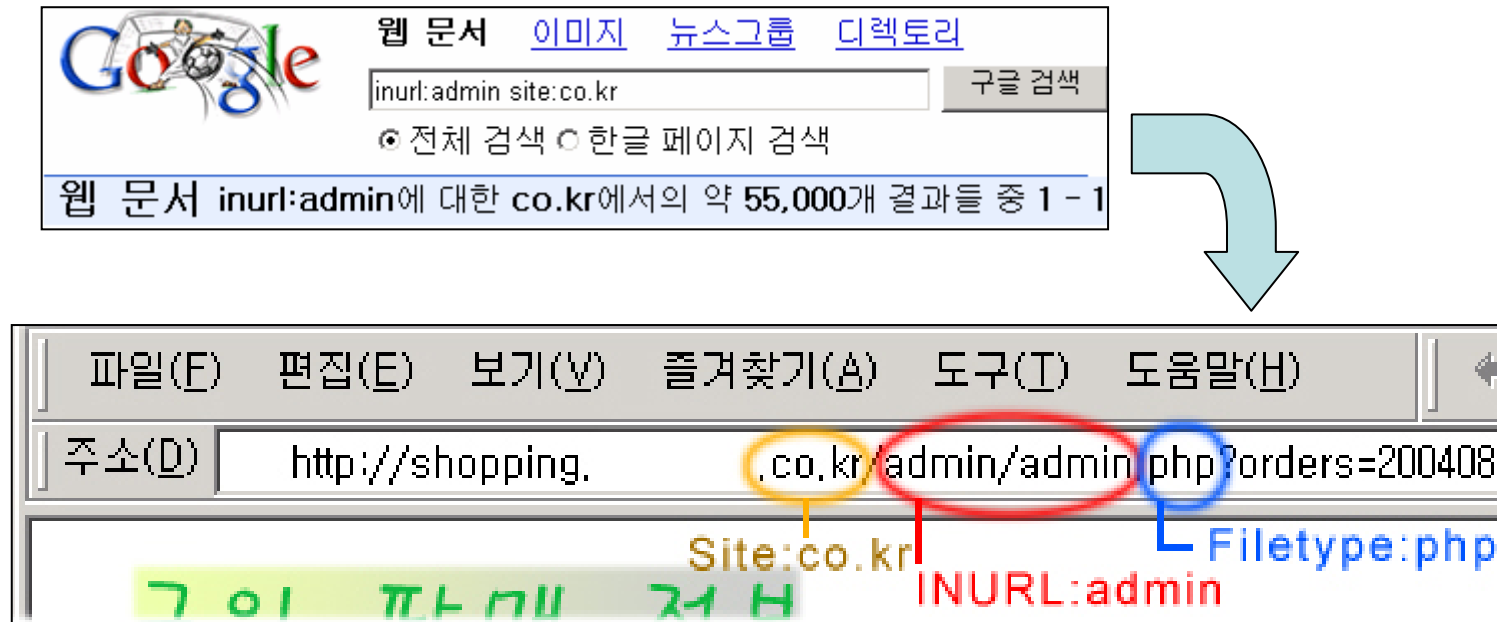 Google
웹 문서 이미지 뉴스그룹 디렉토리
inurl:admin site:co.kr 구글 검색
전체 검색 한글 페이지 검색
웹 문서 inurl:admin에 대한 co.kr에서의 약 55,000개 결과들 중 1 - 1
파일(F) 편집(E) 보기(V) 즐겨찾기(A) 도구(T) 도움말(H)
주소(D) http://shopping. .co.kr/admin/admin.php?orders=200408
Site:co.kr Filetype:php
INURL:admin